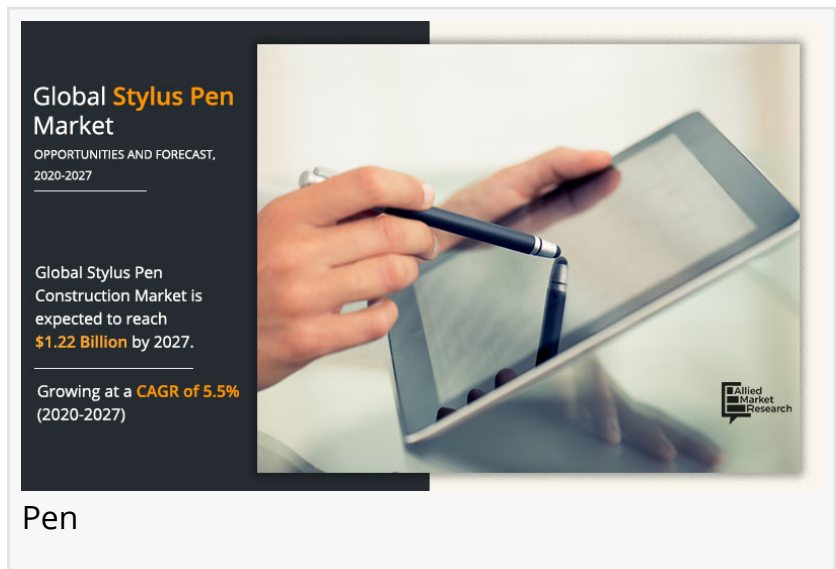 Global Stylus Pen
Market
OPPORTUNITIES AND FORECAST,
2020-2027
Global Stylus Pen
Construction Market is
expected to reach
$1.22 Billion by 2027.
Growing at a CAGR of 5.5%
(2020-2027)
Allied
Market
Research
Pen